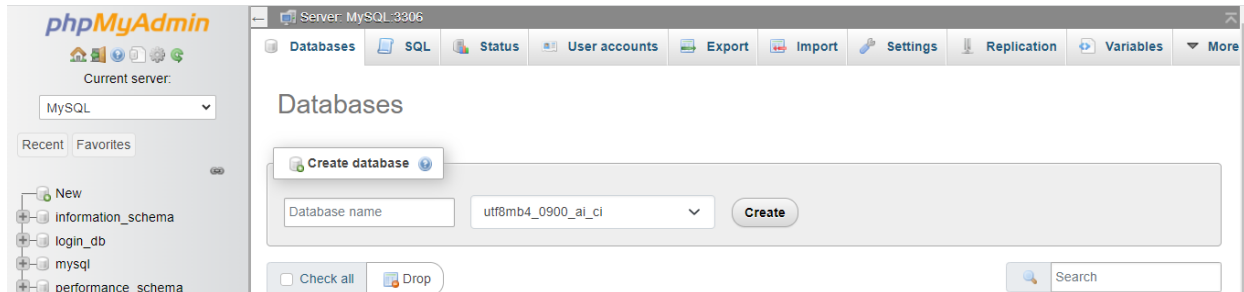 phpMyAdmin
Current server:
MySQL
Recent Favorites
New
information_schema
login_db
mysql
performance_schema
Server: MySQL:3306
Databases SQL Status User accounts Export Import Settings Replication Variables More
Databases
Create database
Database name utf8mb4_0900_ai_ci Create
Check all Drop Search